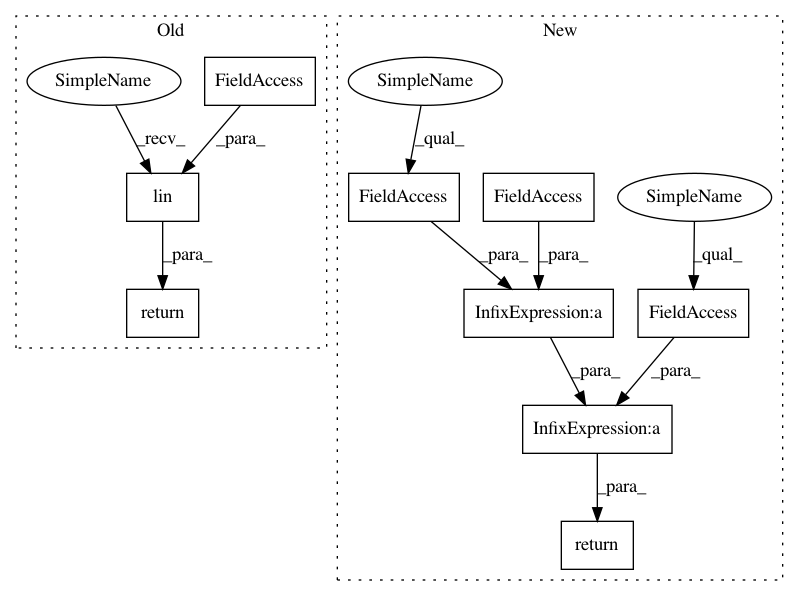 Old
New
SimpleName
FieldAccess
SimpleName
_recv_
_para_
_qual_
lin
FieldAccess
FieldAccess
SimpleName
_para_
_para_
_para_
_qual_
return
InfixExpression:a
FieldAccess
_para_
_para_
InfixExpression:a
_para_
return